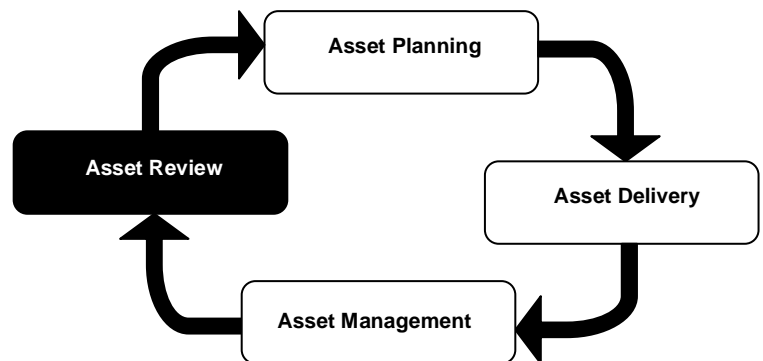 Asset Planning
Asset Review
Asset Delivery
Asset Management